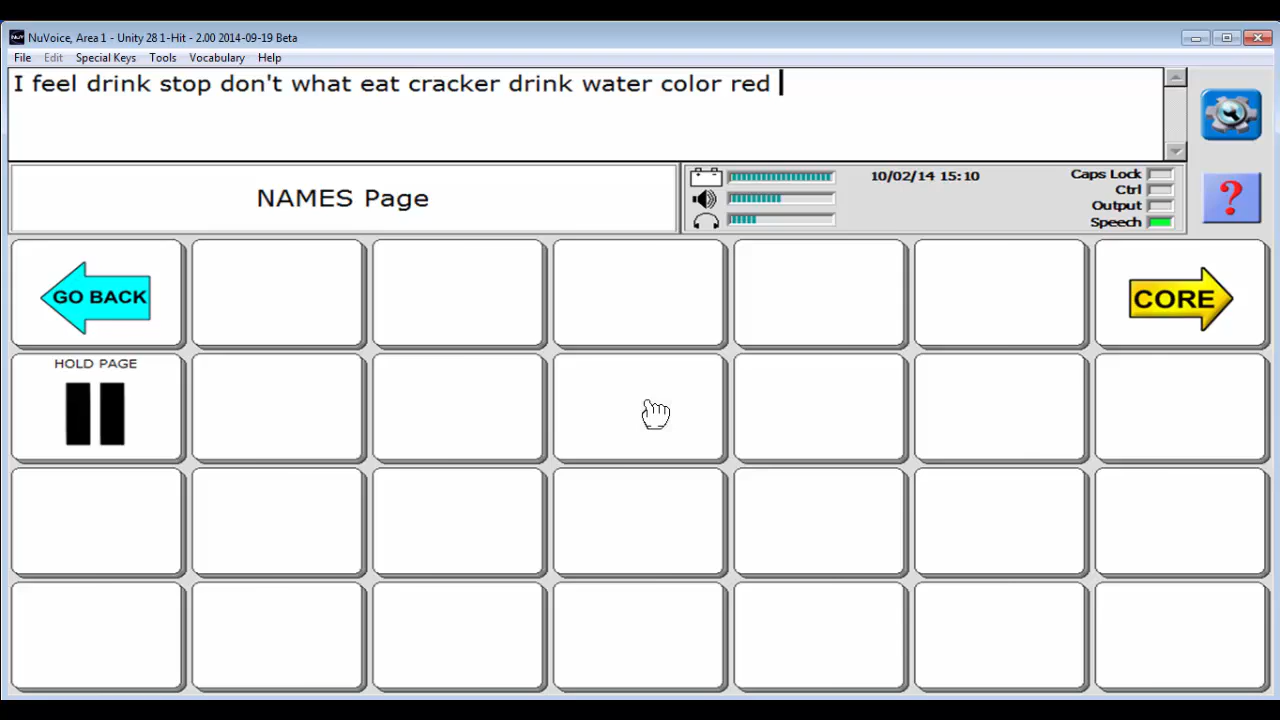 NuVoice, Area 1 - Unity 28 1-Hit - 2.00 2014-09-19 Beta
File Edit Special Keys Tools Vocabulary Help
I feel drink stop don't what eat cracker drink water color red
NAMES Page
10/02/14 15:10
Caps Lock
Ctrl
Output
Speech
?
GO BACK
CORE
HOLD PAGE